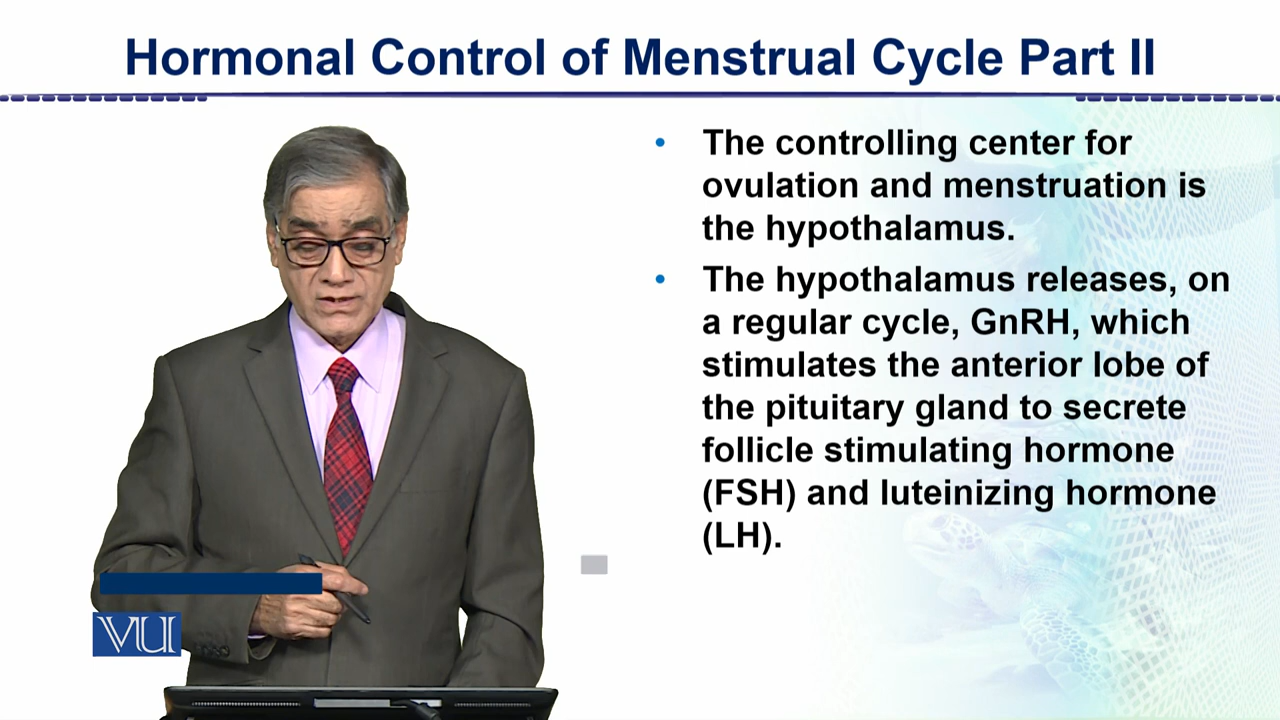 Hormonal Control of Menstrual Cycle Part II
• The controlling center for
ovulation and menstruation is
the hypothalamus.
• The hypothalamus releases, on
a regular cycle, GnRH, which
stimulates the anterior lobe of
the pituitary gland to secrete
follicle stimulating hormone
(FSH) and luteinizing hormone
(LH).
VU